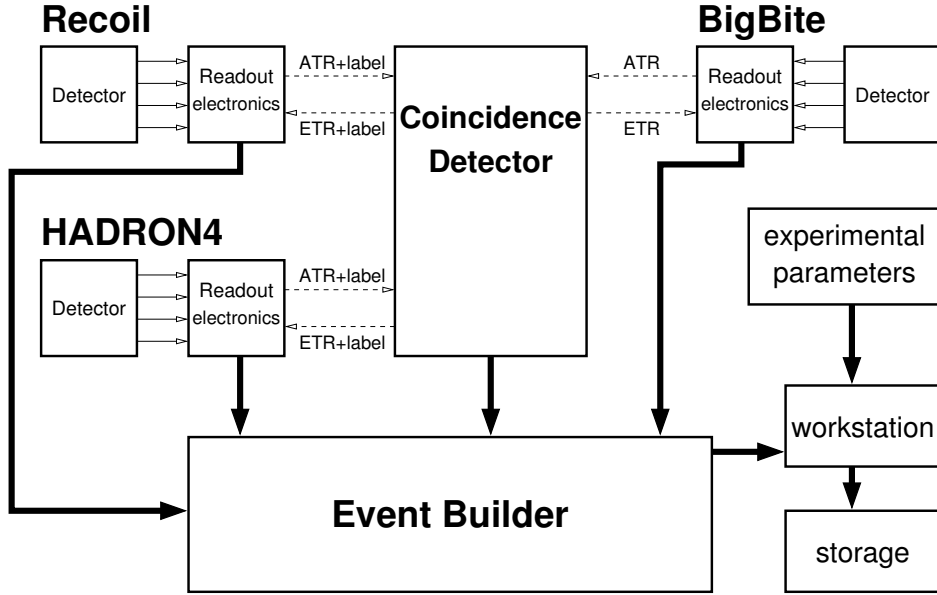 Recoil
BigBite
Detector
Readout
electronics
ATR+label
ETR+label
Coincidence
Detector
ATR
ETR
Readout
electronics
Detector
HADRON4
Detector
Readout
electronics
ATR+label
ETR+label
experimental
parameters
workstation
Event Builder
storage